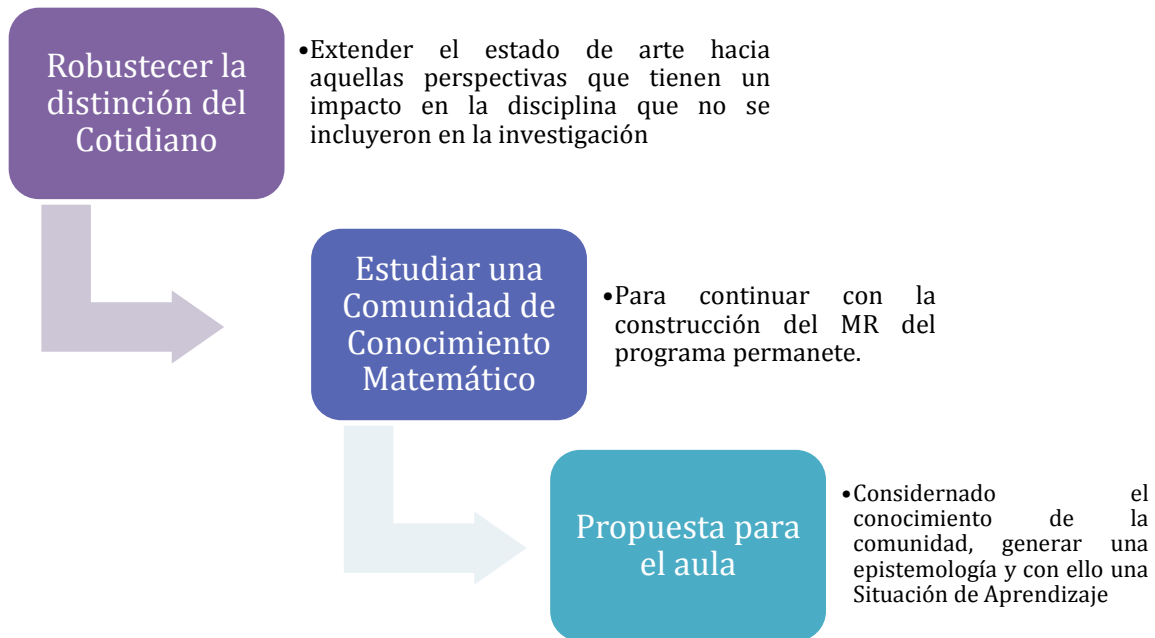 Robustecer la
distinción del
Cotidiano
•Extender el estado de arte hacia
aquellas perspectivas que tienen un
impacto en la disciplina que no se
incluyeron en la investigación
Estudiar una
Comunidad de
Conocimiento
Matemático
•Para continuar con la
construcción del MR del
programa permanete.
Propuesta para
el aula
•Considernado el
conocimiento de la
comunidad, generar una
epistemología y con ello una
Situación de Aprendizaje